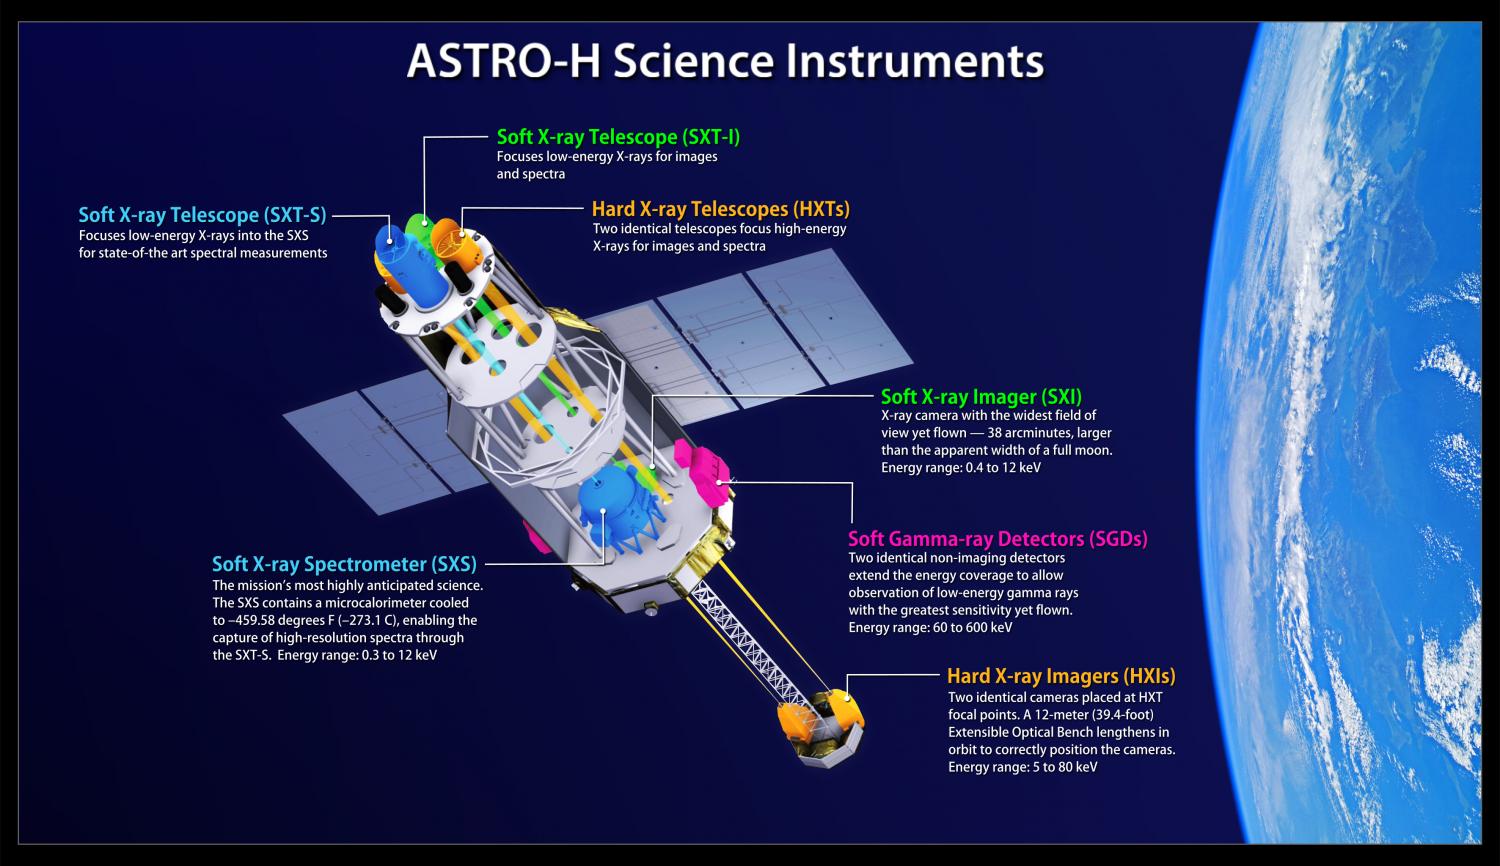 ASTRO-H Science Instruments
Soft X-ray Telescope (SXT-I)
Focuses low-energy X-rays for images
and spectra
Soft X-ray Telescope (SXT-S)
Focuses low-energy X-rays into the SXS
for state-of-the art spectral measurements
Hard X-ray Telescopes (HXTs)
Two identical telescopes focus high-energy
X-rays for images and spectra
Soft X-ray Imager (SXI)
X-ray camera with the widest field of
view yet flown — 38 arcminutes, larger
than the apparent width of a full moon.
Energy range: 0.4 to 12 keV
Soft Gamma-ray Detectors (SGDs)
Two identical non-imaging detectors
extend the energy coverage to allow
observation of low-energy gamma rays
with the greatest sensitivity yet flown.
Energy range: 60 to 600 keV
Soft X-ray Spectrometer (SXS)
The mission's most highly anticipated science.
The SXS contains a microcalorimeter cooled
to –459.58 degrees F (–273.1 C), enabling the
capture of high-resolution spectra through
the SXT-S. Energy range: 0.3 to 12 keV
Hard X-ray Imagers (HXIs)
Two identical cameras placed at HXT
focal points. A 12-meter (39.4-foot)
Extensible Optical Bench lengthens in
orbit to correctly position the cameras.
Energy range: 5 to 80 keV